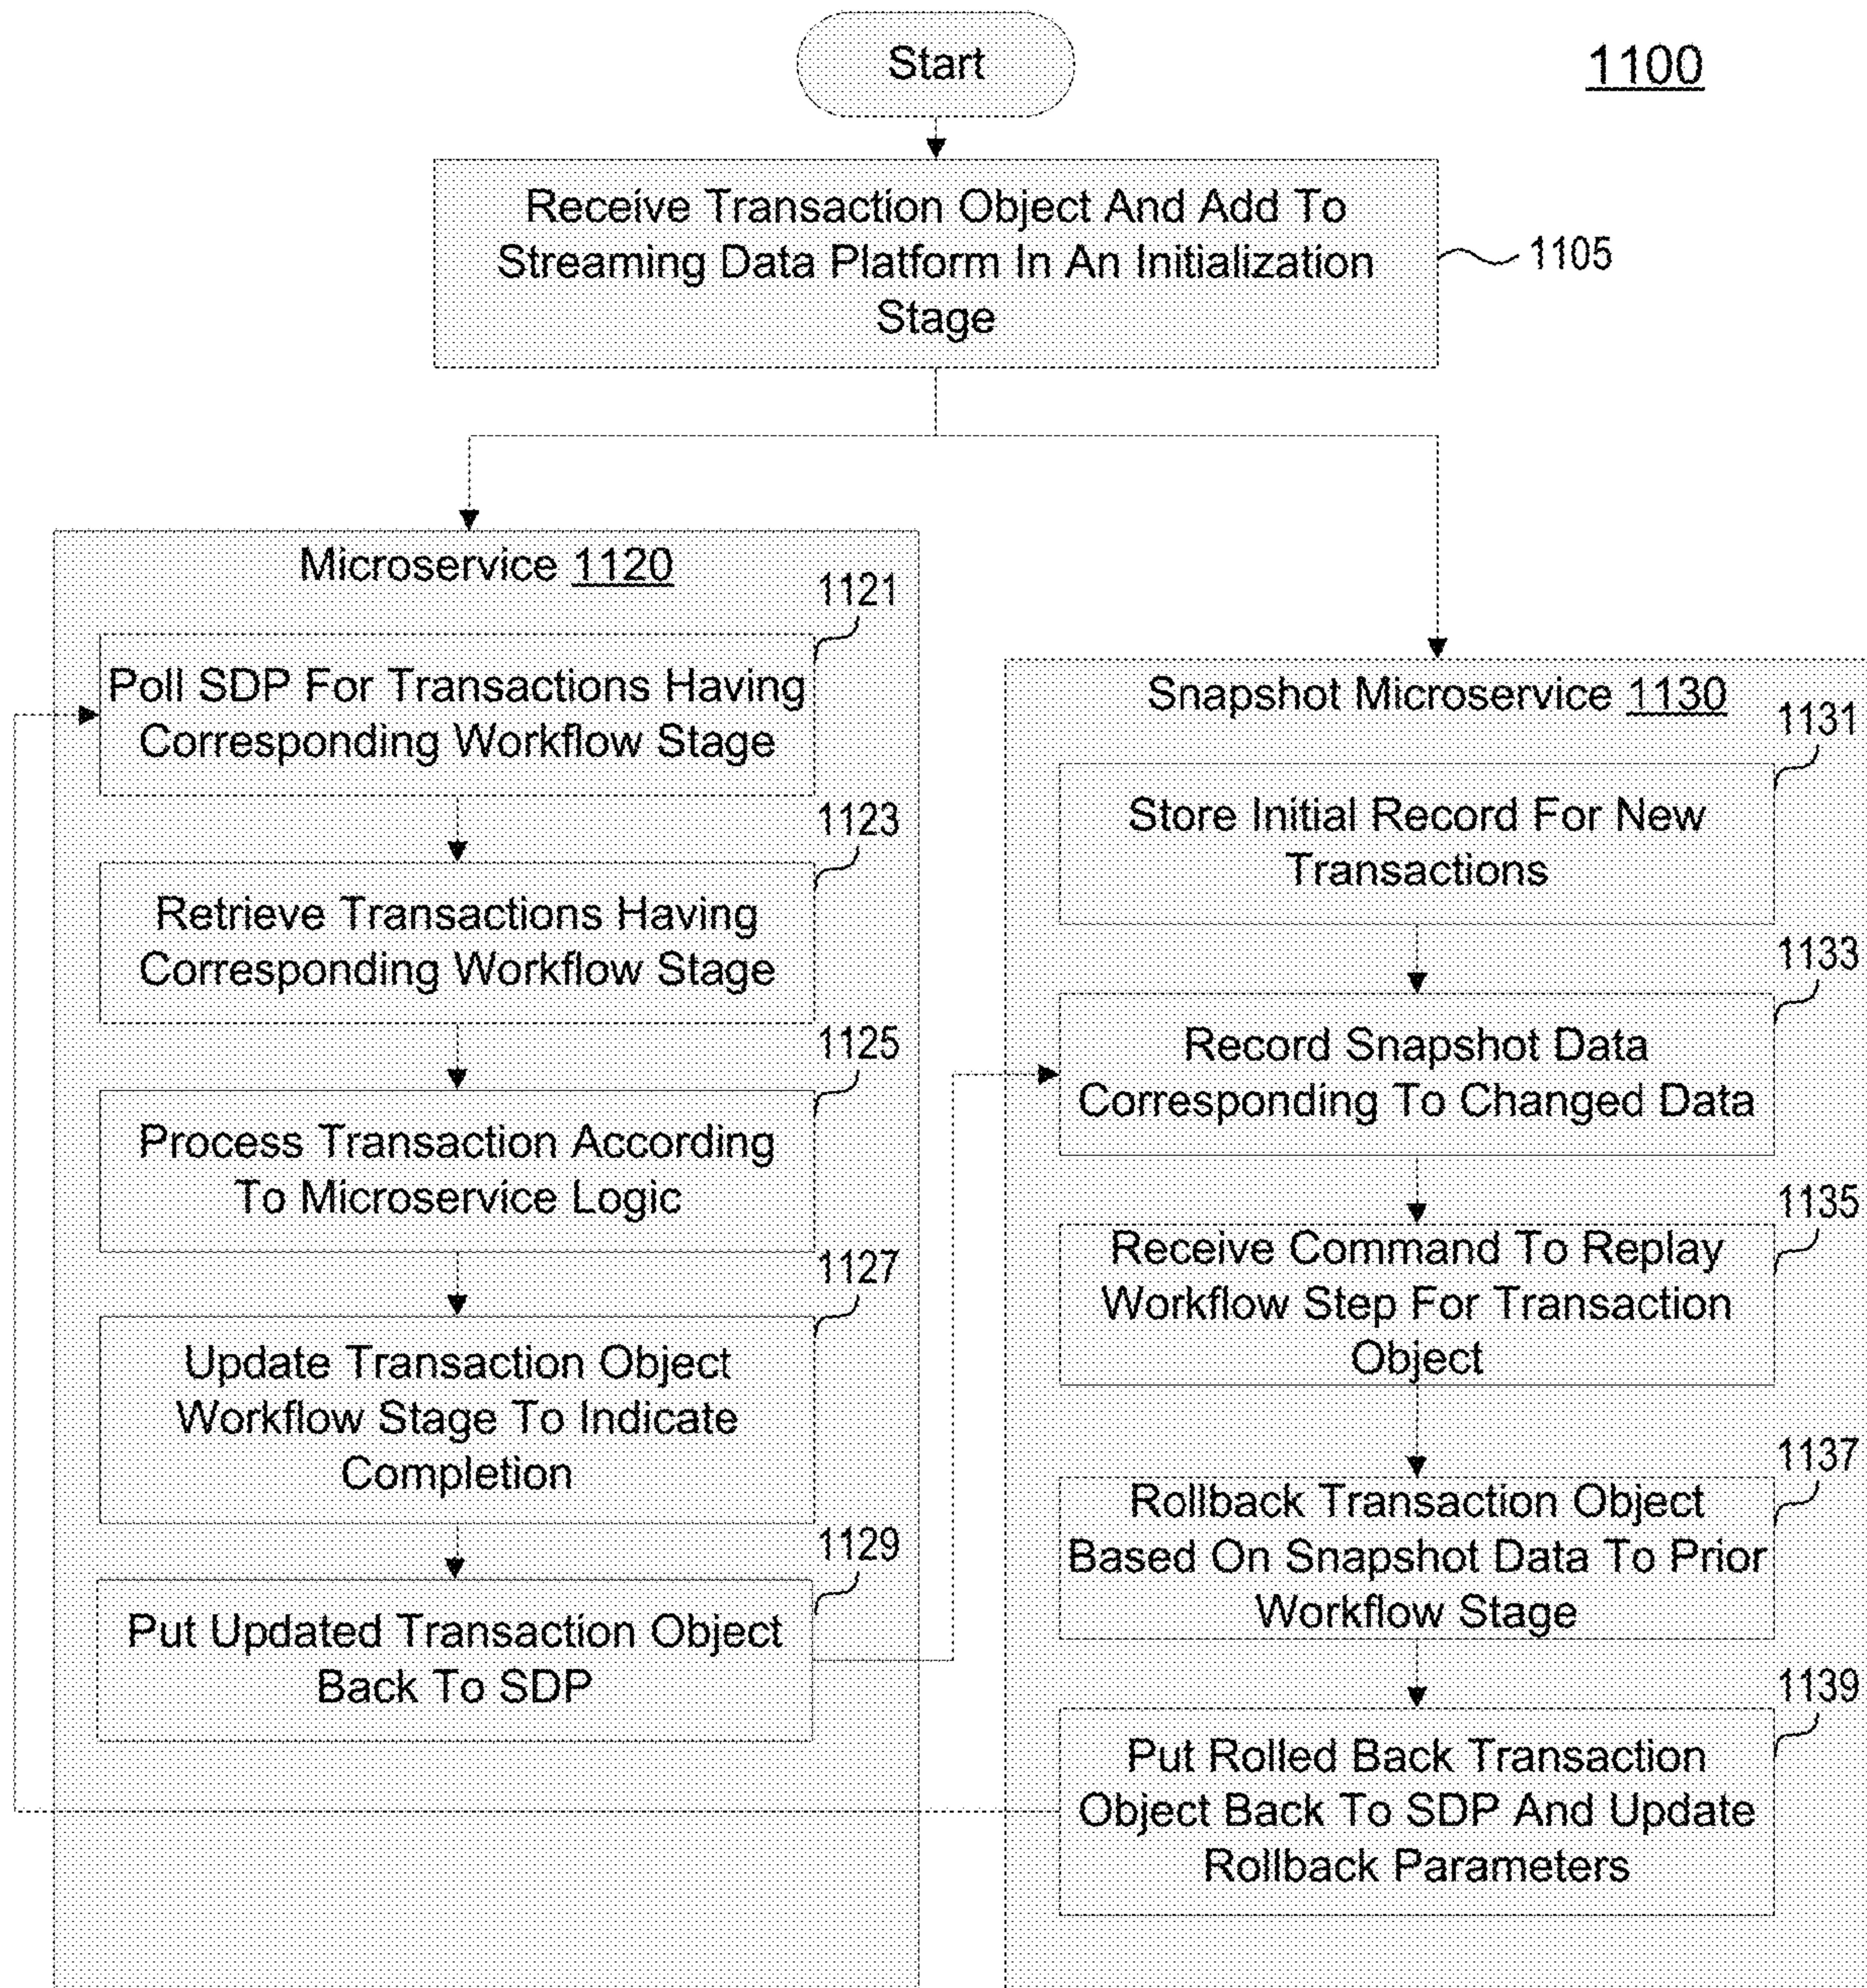 Start
1100
Receive Transaction Object And Add To
Streaming Data Platform In An Initialization
Stage
1105
Microservice 1120
1121
Poll SDP For Transactions Having
Corresponding Workflow Stage
1123
Retrieve Transactions Having
Corresponding Workflow Stage
1125
Process Transaction According
To Microservice Logic
1127
Update Transaction Object
Workflow Stage To Indicate
Completion
1129
Put Updated Transaction Object
Back To SDP
Snapshot Microservice 1130
1131
Store Initial Record For New
Transactions
1133
Record Snapshot Data
Corresponding To Changed Data
1135
Receive Command To Replay
Workflow Step For Transaction
Object
1137
Rollback Transaction Object
Based On Snapshot Data To Prior
Workflow Stage
1139
Put Rolled Back Transaction
Object Back To SDP And Update
Rollback Parameters